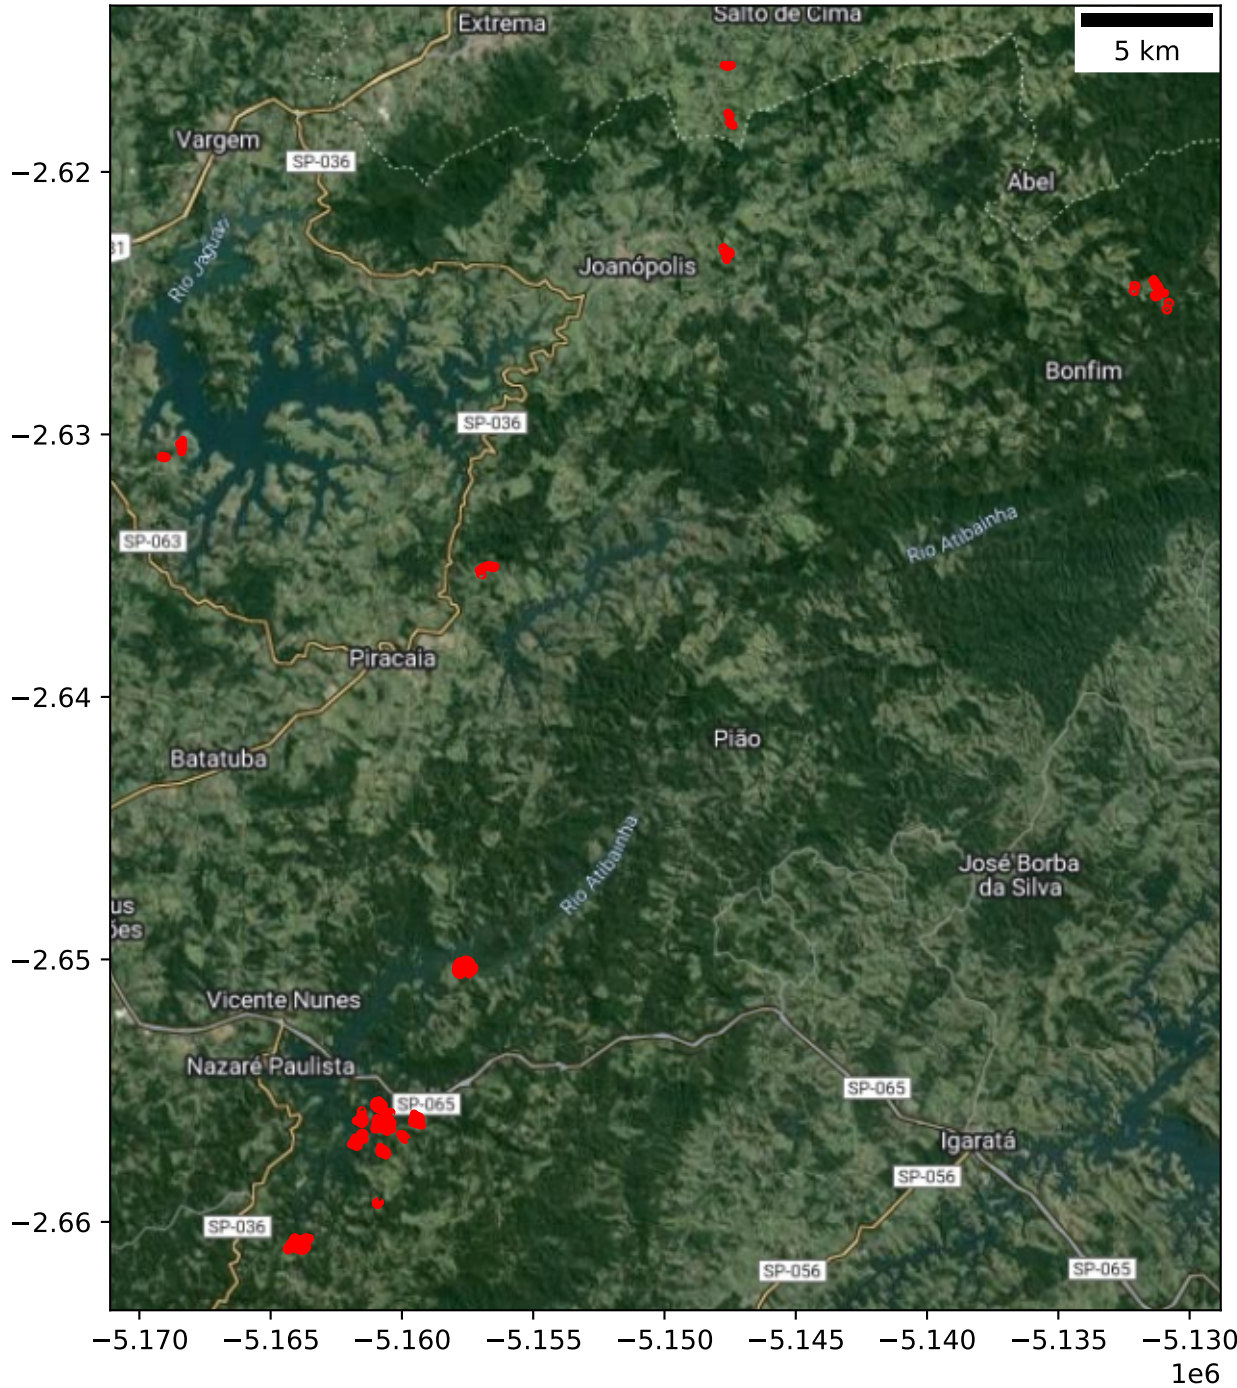 Extrema
Salto de Cima
5 km
Vargem
SP-036
−2.62
Abel
31
Rio Jaguari
Joanópolis
Bonfim
SP-036
−2.63
SP-063
Rio Atibainha
Piracaia
−2.64
Pião
Batatuba
Rio Atibainha
José Borba
da Silva
us
ões
−2.65
Vicente Nunes
Nazaré Paulista
SP-065
SP-065
Igaratá
SP-056
−2.66
SP-036
SP-056
SP-065
−5.170 −5.165 −5.160 −5.155 −5.150 −5.145 −5.140 −5.135 −5.130
1e6